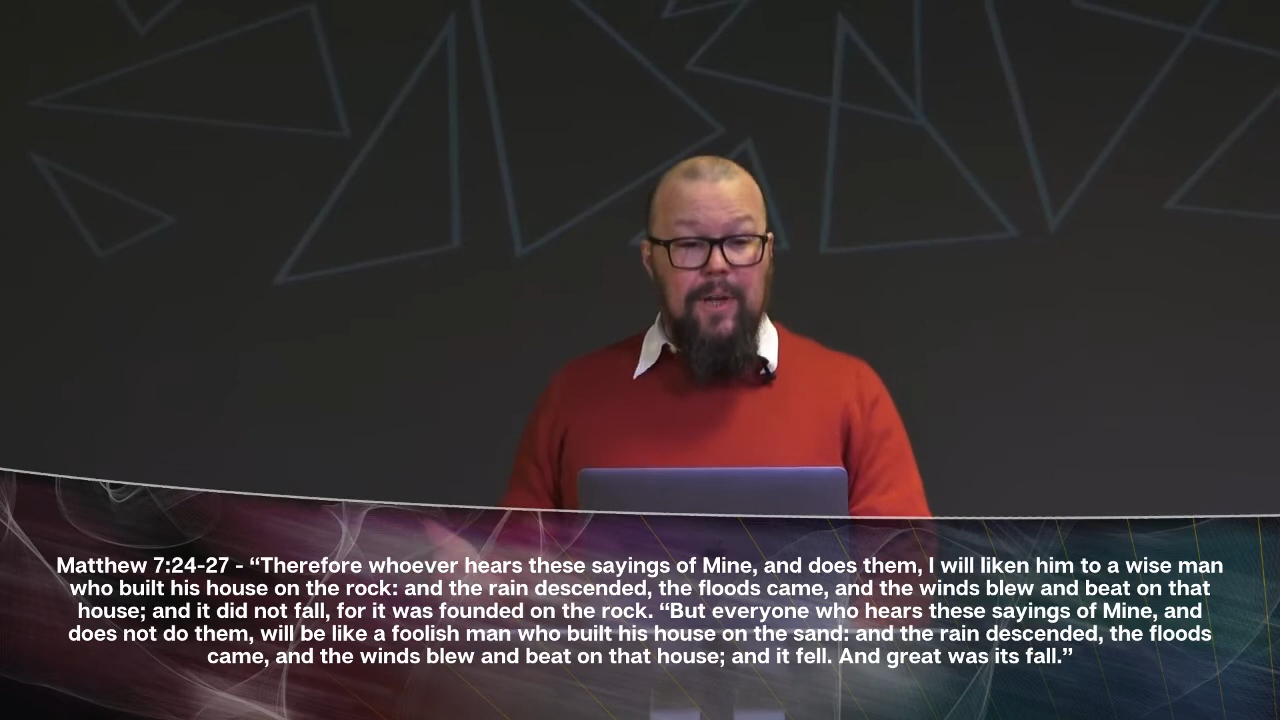 Matthew 7:24-27 - “Therefore whoever hears these sayings of Mine, and does them, I will liken him to a wise man
who built his house on the rock: and the rain descended, the floods came, and the winds blew and beat on that
house; and it did not fall, for it was founded on the rock. “But everyone who hears these sayings of Mine, and
does not do them, will be like a foolish man who built his house on the sand: and the rain descended, the floods
came, and the winds blew and beat on that house; and it fell. And great was its fall.”